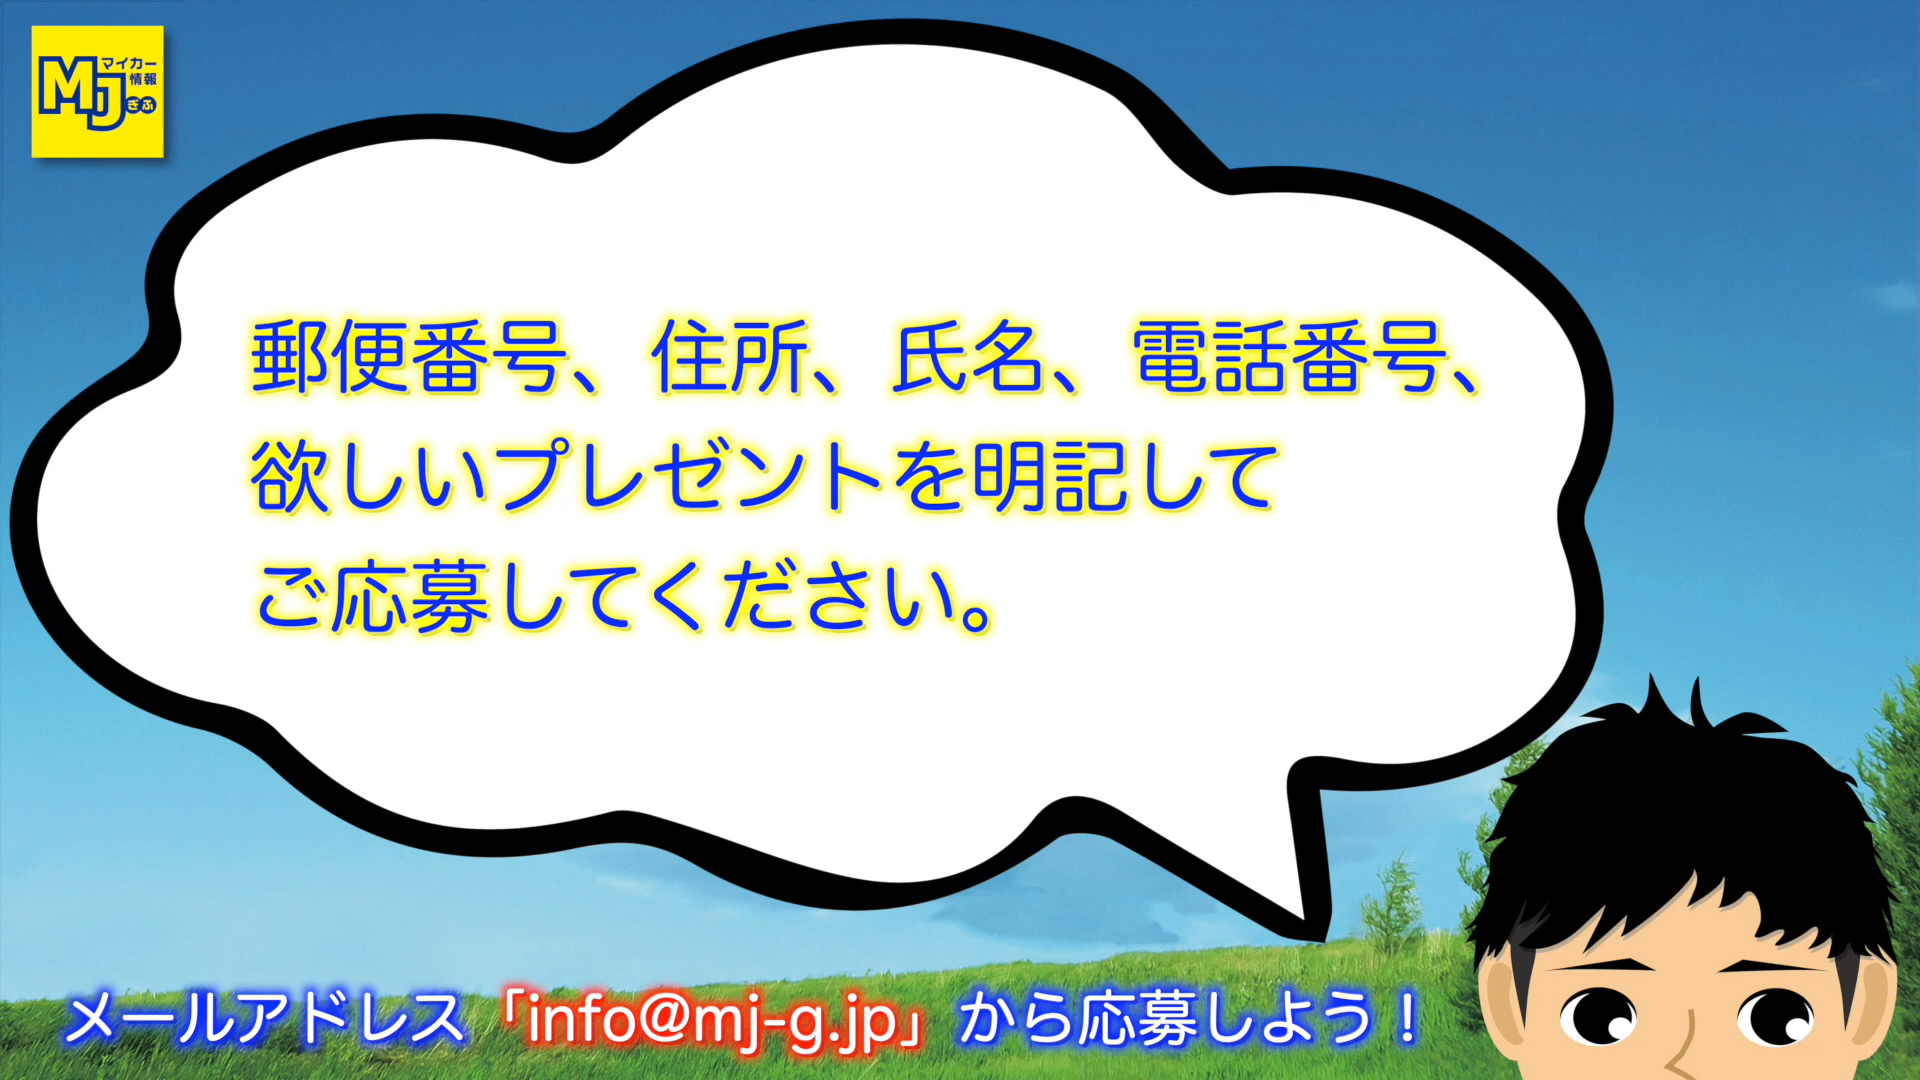 MJ
マイカー
情報
ぎふ
郵便番号、住所、氏名、電話番号、
欲しいプレゼントを明記して
ご応募してください。
メールアドレス「info@mj-g.jp」から応募しよう！